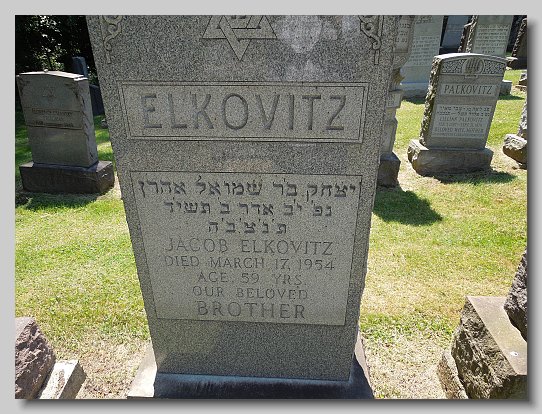 ELKOVITZ
יצחק בר שמואל אהרן
נפ' יב אדר ב תשיד
ת'נ'צ'ב'ה
JACOB ELKOVITZ
DIED MARCH 17, 1954
AGE 59 YRS.
OUR BELOVED
BROTHER
PALKOVITZ